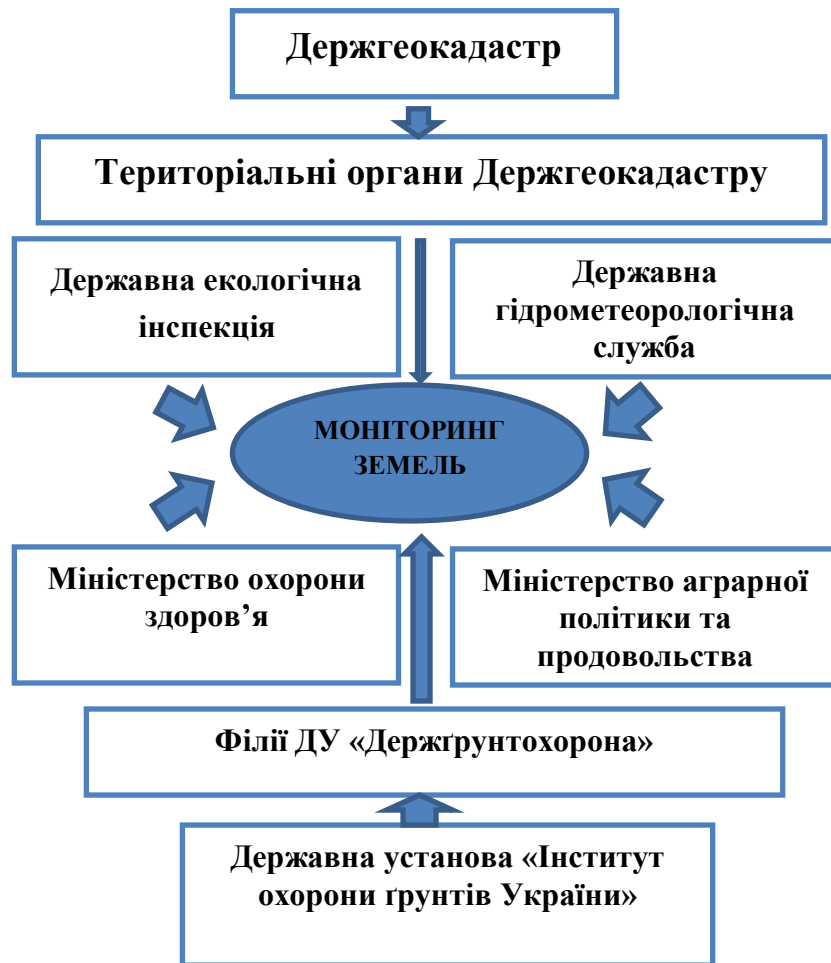 Держгеокадастр
Територіальні органи Держгеокадастру
Державна екологічна
інспекція
Державна
гідрометеорологічна
служба
МОНІТОРИНГ
ЗЕМЕЛЬ
Міністерство охорони
здоров’я
Міністерство аграрної
політики та
продовольства
Філії ДУ «Держґрунтохорона»
Державна установа «Інститут
охорони ґрунтів України»